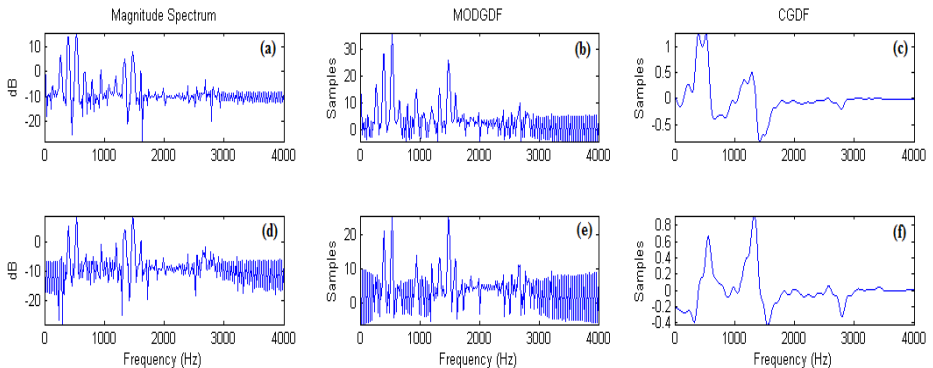 Magnitude Spectrum
MODGDF
CGDF
(a)
(b)
(c)
10
0
-10
-20
dB
30
20
10
0
Samples
1
0.5
0
-0.5
Samples
0 1000 2000 3000 4000
0 1000 2000 3000 4000
0 1000 2000 3000 4000
(d)
(e)
(f)
0
-10
-20
dB
20
10
0
Samples
0.8
0.6
0.4
0.2
0
-0.2
-0.4
Samples
0 1000 2000 3000 4000
0 1000 2000 3000 4000
0 1000 2000 3000 4000
Frequency (Hz)
Frequency (Hz)
Frequency (Hz)